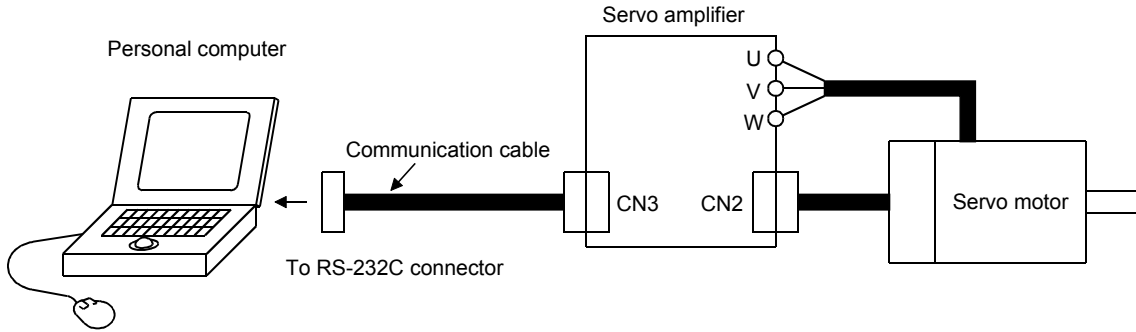 Servo amplifier
Personal computer
U
V
W
Communication cable
CN3
CN2
Servo motor
To RS-232C connector